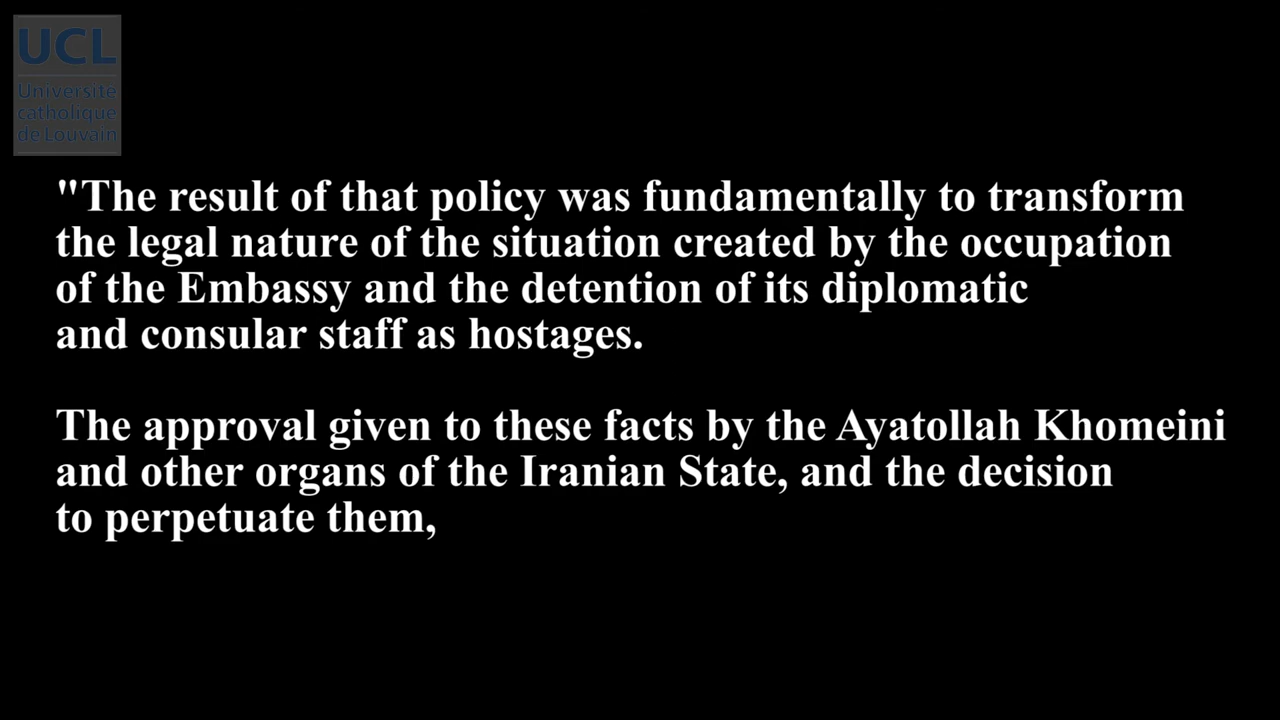 UCL
Université
catholique
de Louvain
"The result of that policy was fundamentally to transform
the legal nature of the situation created by the occupation
of the Embassy and the detention of its diplomatic
and consular staff as hostages.
The approval given to these facts by the Ayatollah Khomeini
and other organs of the Iranian State, and the decision
to perpetuate them,